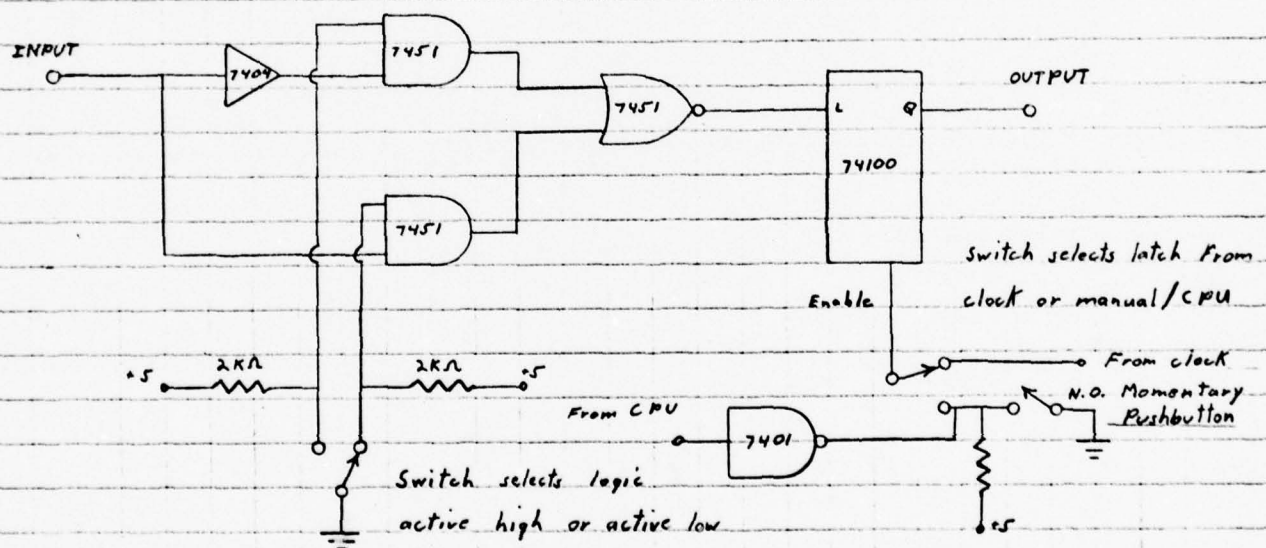 INPUT
7404
7451
7451
7451
L
Q
74100
OUTPUT
Enable
Switch selects latch from
clock or manual/CPU
+5
2KΩ
2KΩ
+5
From clock
From CPU
7401
N.O. Momentary
Pushbutton
Switch selects logic
active high or active low
+5